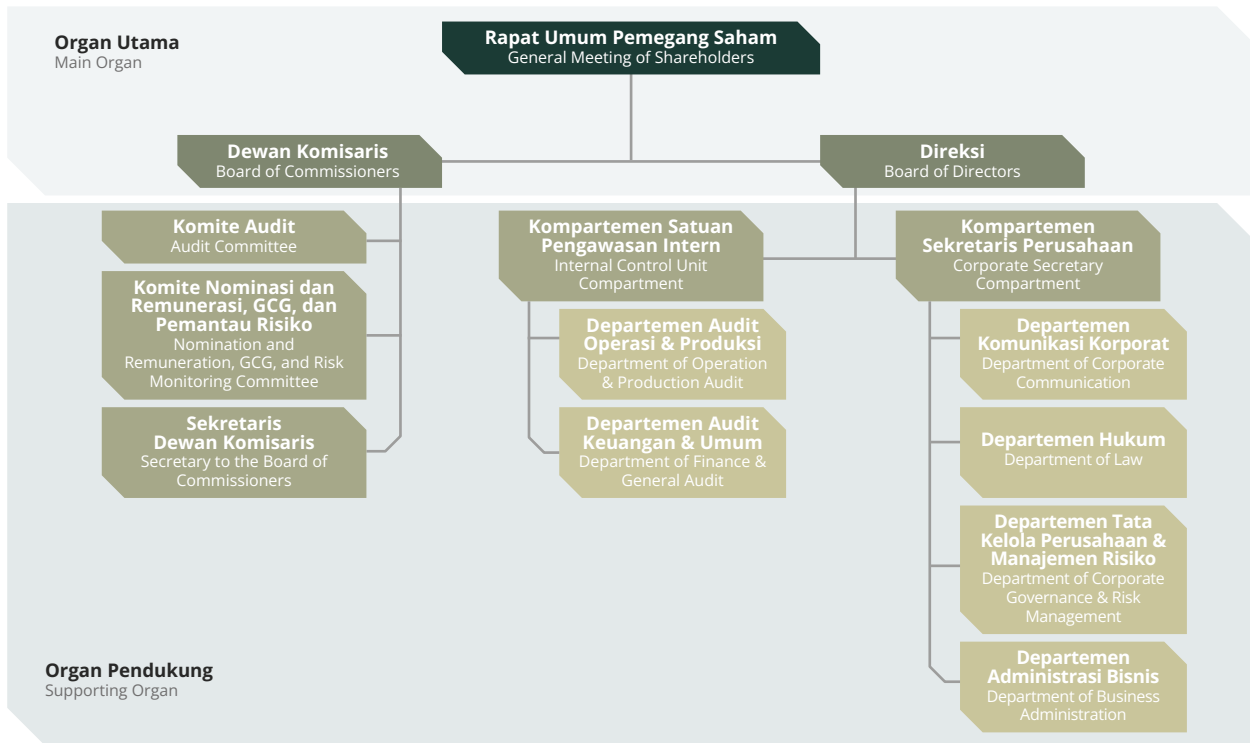 Organ Utama
Main Organ
Rapat Umum Pemegang Saham
General Meeting of Shareholders
Dewan Komisaris
Board of Commissioners
Direksi
Board of Directors
Komite Audit
Audit Committee
Komite Nominasi dan
Remunerasi, GCG, dan
Pemantau Risiko
Nomination and
Remuneration, GCG, and Risk
Monitoring Committee
Sekretaris
Dewan Komisaris
Secretary to the Board of
Commissioners
Kompartemen Satuan
Pengawasan Intern
Internal Control Unit
Compartment
Departemen Audit
Operasi & Produksi
Department of Operation
& Production Audit
Departemen Audit
Keuangan & Umum
Department of Finance &
General Audit
Kompartemen
Sekretaris Perusahaan
Corporate Secretary
Compartment
Departemen
Komunikasi Korporat
Department of Corporate
Communication
Departemen Hukum
Department of Law
Departemen Tata
Kelola Perusahaan &
Manajemen Risiko
Department of Corporate
Governance & Risk
Management
Departemen
Administrasi Bisnis
Department of Business
Administration
Organ Pendukung
Supporting Organ